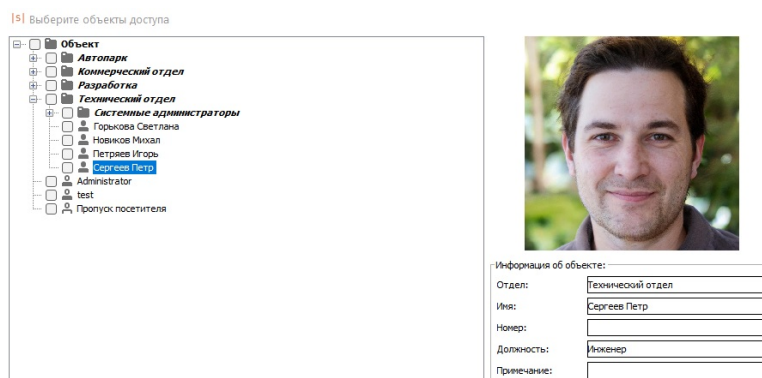 |s| Выберите объекты доступа
Объект
Автопарк
Коммерческий отдел
Разработка
Технический отдел
Системные администраторы
Горькова Светлана
Новиков Михал
Петряев Игорь
Сергеев Петр
Administrator
test
Пропуск посетителя
Информация об объекте:
Отдел: Технический отдел
Имя: Сергеев Петр
Номер:
Должность: Инженер
Примечание: